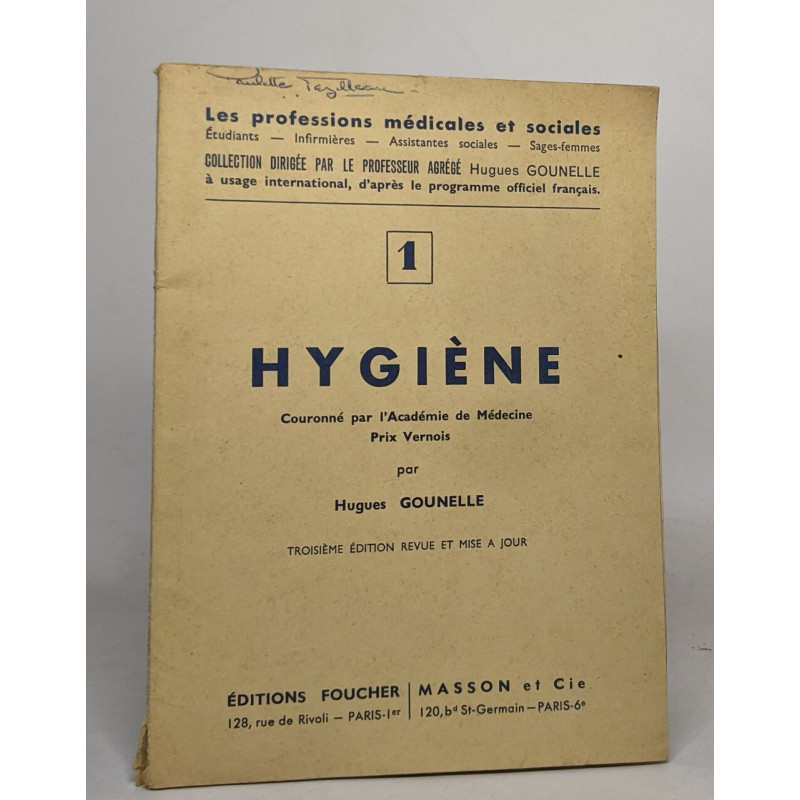 Paulette
Les professions médicales et sociales
Étudiants — Infirmières — Assistantes sociales — Sages-femmes
COLLECTION DIRIGÉE PAR LE PROFESSEUR AGRÉGÉ Hugues GOUNELLE
à usage international, d'après le programme officiel français.
1
HYGIÈNE
Couronné par l'Académie de Médecine
Prix Vernois
par
Hugues GOUNELLE
TROISIÈME ÉDITION REVUE ET MISE A JOUR
ÉDITIONS FOUCHER
128, rue de Rivoli — PARIS-1er
MASSON et Cie
120, bd St-Germain — PARIS-6e